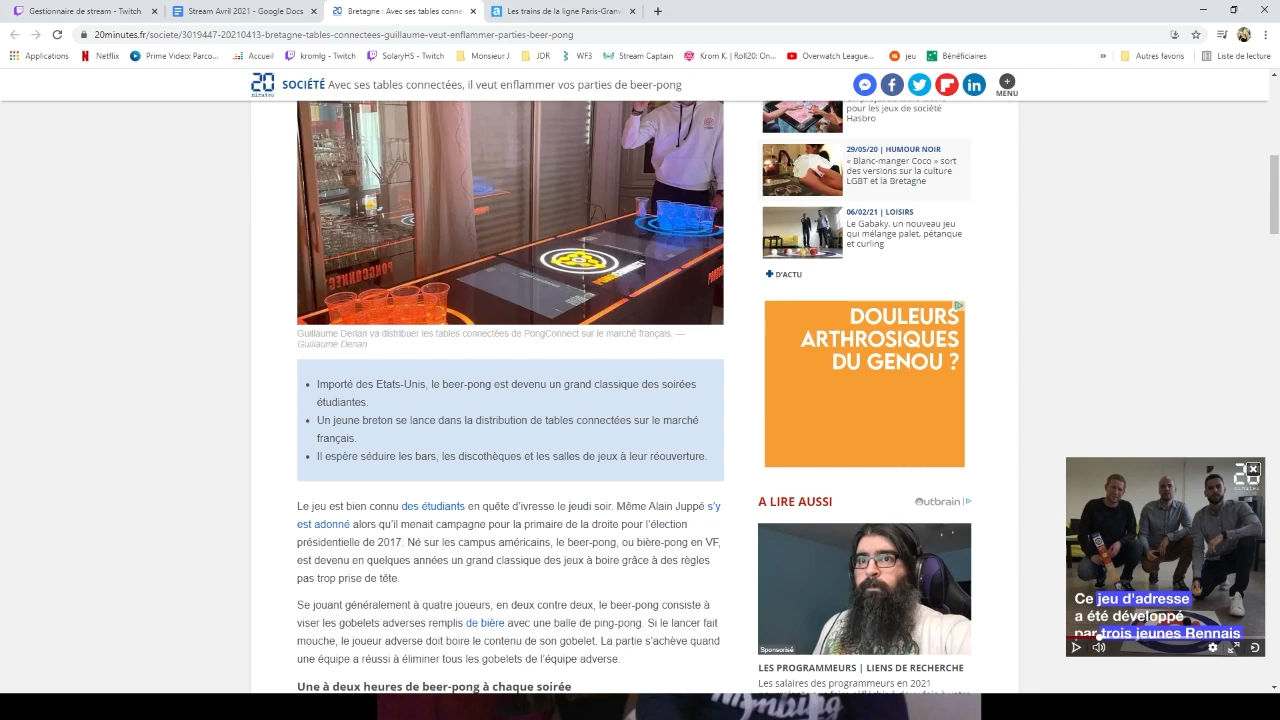 Gestionnaire de stream - Twitch
Stream Avril 2021 - Google Docs
Bretagne : Avec ses tables conne
Les trains de la ligne Paris-Gran
20minutes.fr/societe/3019447-20210413-bretagne-tables-connectees-guillaume-veut-enflammer-parties-beer-pong
Applications
Netflix
Prime Video: Parco...
Accueil
kromlg - Twitch
SolaryHS - Twitch
Monsieur J
JDR
WF3
Stream Captain
Krom K. | Roll20: On...
Overwatch League...
jeu
Bénéficiaires
»
Autres favoris
Liste de lecture
20
minutes
SOCIÉTÉ Avec ses tables connectées, il veut enflammer vos parties de beer-pong
MENU
PONGCONNECT
Guillaume Derian va distribuer les tables connectées de PongConnect sur le marché français. —
Guillaume Derian
• Importé des Etats-Unis, le beer-pong est devenu un grand classique des soirées
étudiantes.
• Un jeune breton se lance dans la distribution de tables connectées sur le marché
français.
• Il espère séduire les bars, les discothèques et les salles de jeux à leur réouverture.
Le jeu est bien connu des étudiants en quête d'ivresse le jeudi soir. Même Alain Juppé s'y
est adonné alors qu'il menait campagne pour la primaire de la droite pour l'élection
présidentielle de 2017. Né sur les campus américains, le beer-pong, ou bière-pong en VF,
est devenu en quelques années un grand classique des jeux à boire grâce à des règles
pas trop prise de tête.
Se jouant généralement à quatre joueurs, en deux contre deux, le beer-pong consiste à
viser les gobelets adverses remplis de bière avec une balle de ping-pong. Si le lancer fait
mouche, le joueur adverse doit boire le contenu de son gobelet. La partie s'achève quand
une équipe a réussi à éliminer tous les gobelets de l'équipe adverse.
Une à deux heures de beer-pong à chaque soirée
pour les jeux de société
Hasbro
29/05/20 | HUMOUR NOIR
« Blanc-manger Coco » sort
des versions sur la culture
LGBT et la Bretagne
06/02/21 | LOISIRS
Le Gabaky, un nouveau jeu
qui mélange palet, pétanque
et curling
+ D'ACTU
DOULEURS
ARTHROSIQUES
DU GENOU ?
A LIRE AUSSI
Outbrain
Sponsorisé
LES PROGRAMMEURS | LIENS DE RECHERCHE
Les salaires des programmeurs en 2021
20
minutes
Ce jeu d'adresse
a été développé
par trois jeunes Rennais